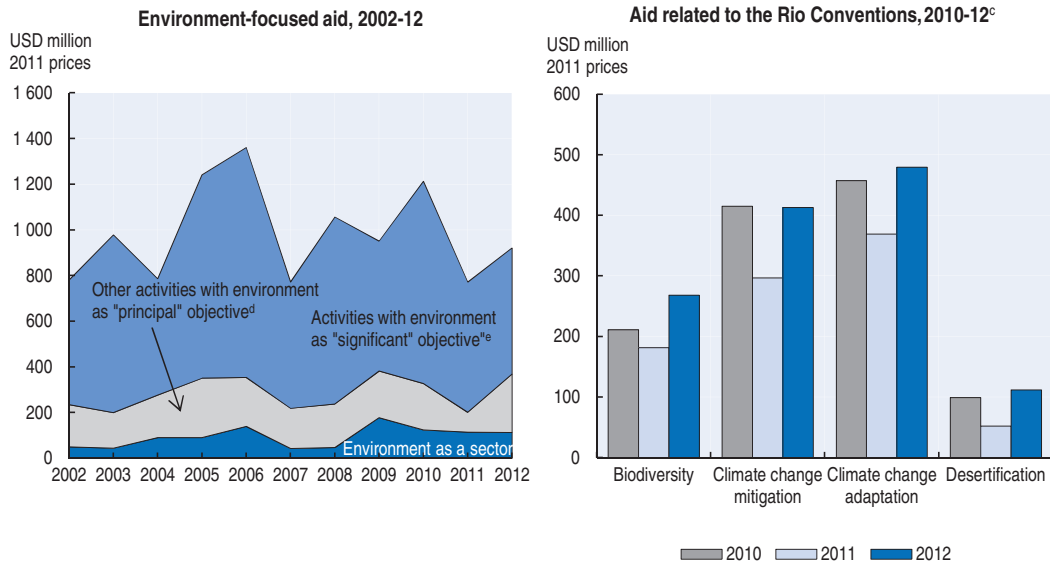 Environment-focused aid, 2002-12
USD million
2011 prices
1 600
1 400
1 200
1 000
800
600
400
200
0
Other activities with environment
as "principal" objectiveᵈ
Activities with environment
as "significant" objective"ᵉ
Environment as a sector
2002 2003 2004 2005 2006 2007 2008 2009 2010 2011 2012
Aid related to the Rio Conventions, 2010-12ᶜ
USD million
2011 prices
600
500
400
300
200
100
0
Biodiversity Climate change Climate change Desertification
mitigation adaptation
2010 2011 2012